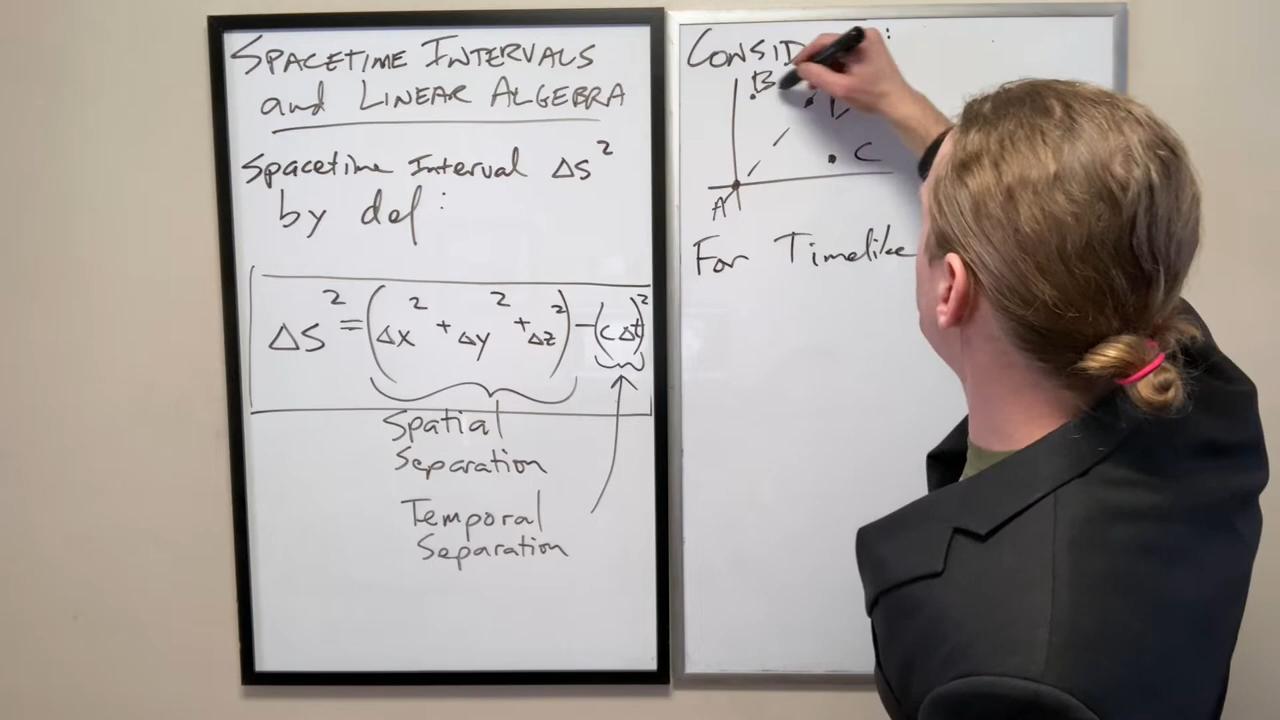 SPACETIME INTERVALS
and LINEAR ALGEBRA
Spacetime Interval Δs²
by def:
Δs² = (Δx² + Δy² + Δz²) - (cΔt)²
Spatial
Separation
Temporal
Separation
B
C
A
For Timelike